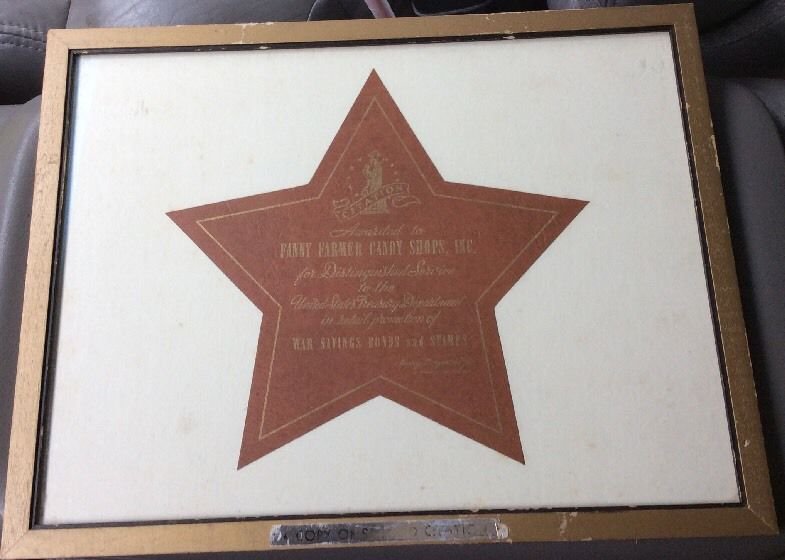 CITATION
Awarded to
FANNY FARMER CANDY SHOPS, INC.
for Distinguished Service
to the
United States Treasury Department
in retail promotion of
WAR SAVINGS BONDS and STAMPS
A COPY OF